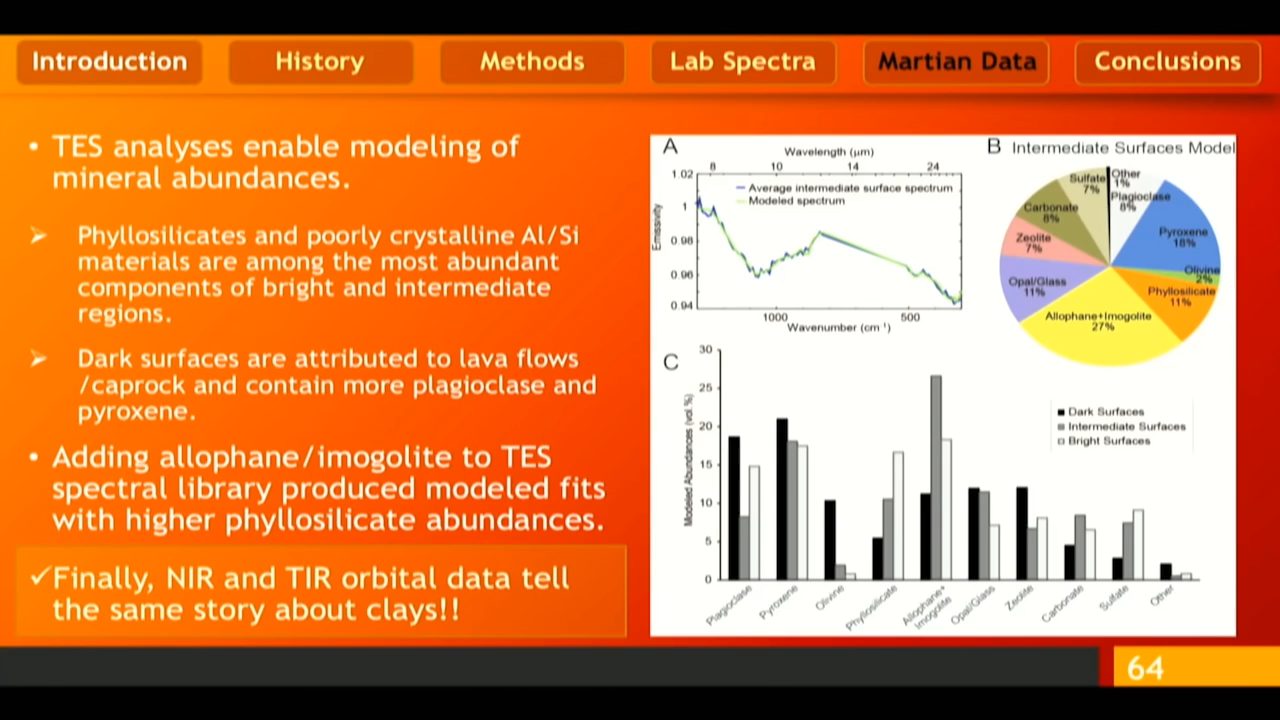 Introduction
History
Methods
Lab Spectra
Martian Data
Conclusions
• TES analyses enable modeling of
mineral abundances.
➢ Phyllosilicates and poorly crystalline Al/Si
materials are among the most abundant
components of bright and intermediate
regions.
➢ Dark surfaces are attributed to lava flows
/caprock and contain more plagioclase and
pyroxene.
• Adding allophane/imogolite to TES
spectral library produced modeled fits
with higher phyllosilicate abundances.
✓Finally, NIR and TIR orbital data tell
the same story about clays!!
A
Wavelength (µm)
8 10 14 24
1.02
1
0.98
0.96
0.94
Emissivity
Average intermediate surface spectrum
Modeled spectrum
1000 500
Wavenumber (cm⁻¹)
B Intermediate Surfaces Model
Other
1%
Plagioclase
8%
Pyroxene
18%
Olivine
2%
Phyllosilicate
11%
Allophane+Imogolite
27%
Opal/Glass
11%
Zeolite
7%
Carbonate
8%
Sulfate
7%
C
30
25
20
15
10
5
0
Modeled Abundances (vol.%)
Dark Surfaces
Intermediate Surfaces
Bright Surfaces
Plagioclase
Pyroxene
Olivine
Phyllosilicate
Allophane+
Imogolite
Opal/Glass
Zeolite
Carbonate
Sulfate
Other
64